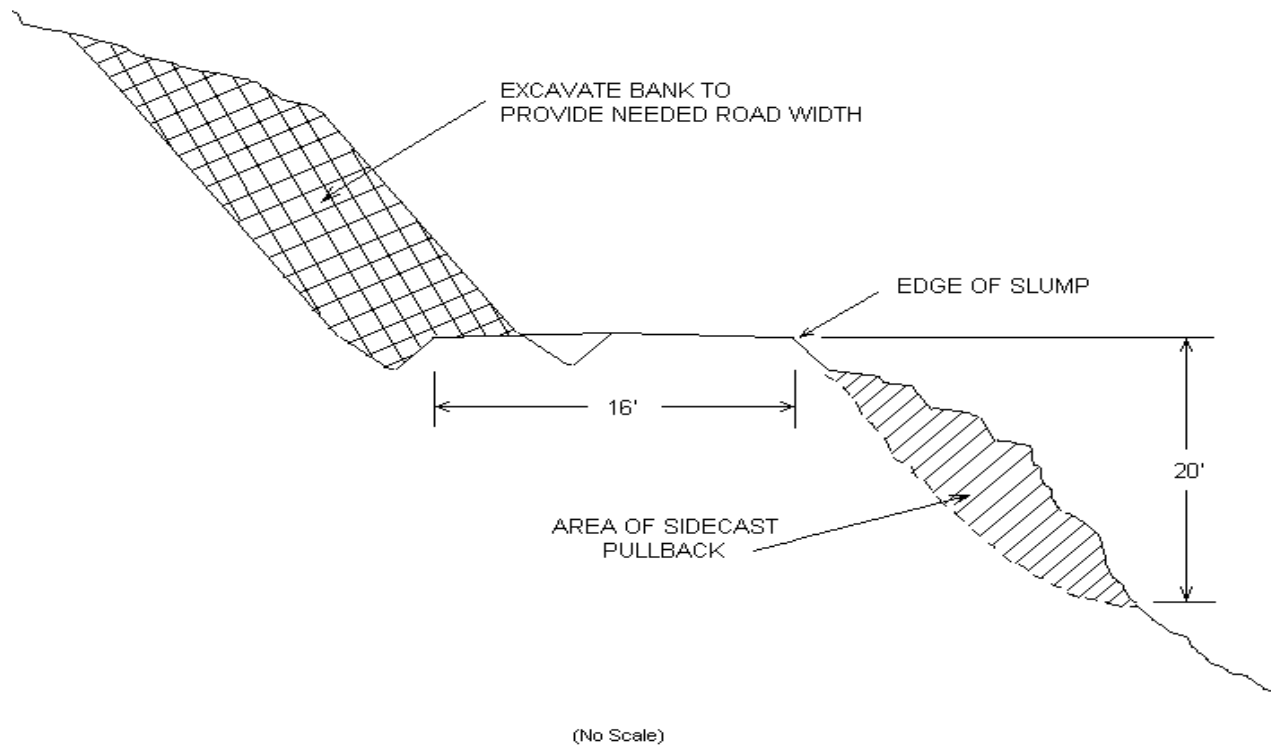 EXCAVATE BANK TO
PROVIDE NEEDED ROAD WIDTH
EDGE OF SLUMP
16'
20'
AREA OF SIDECAST
PULLBACK
(No Scale)